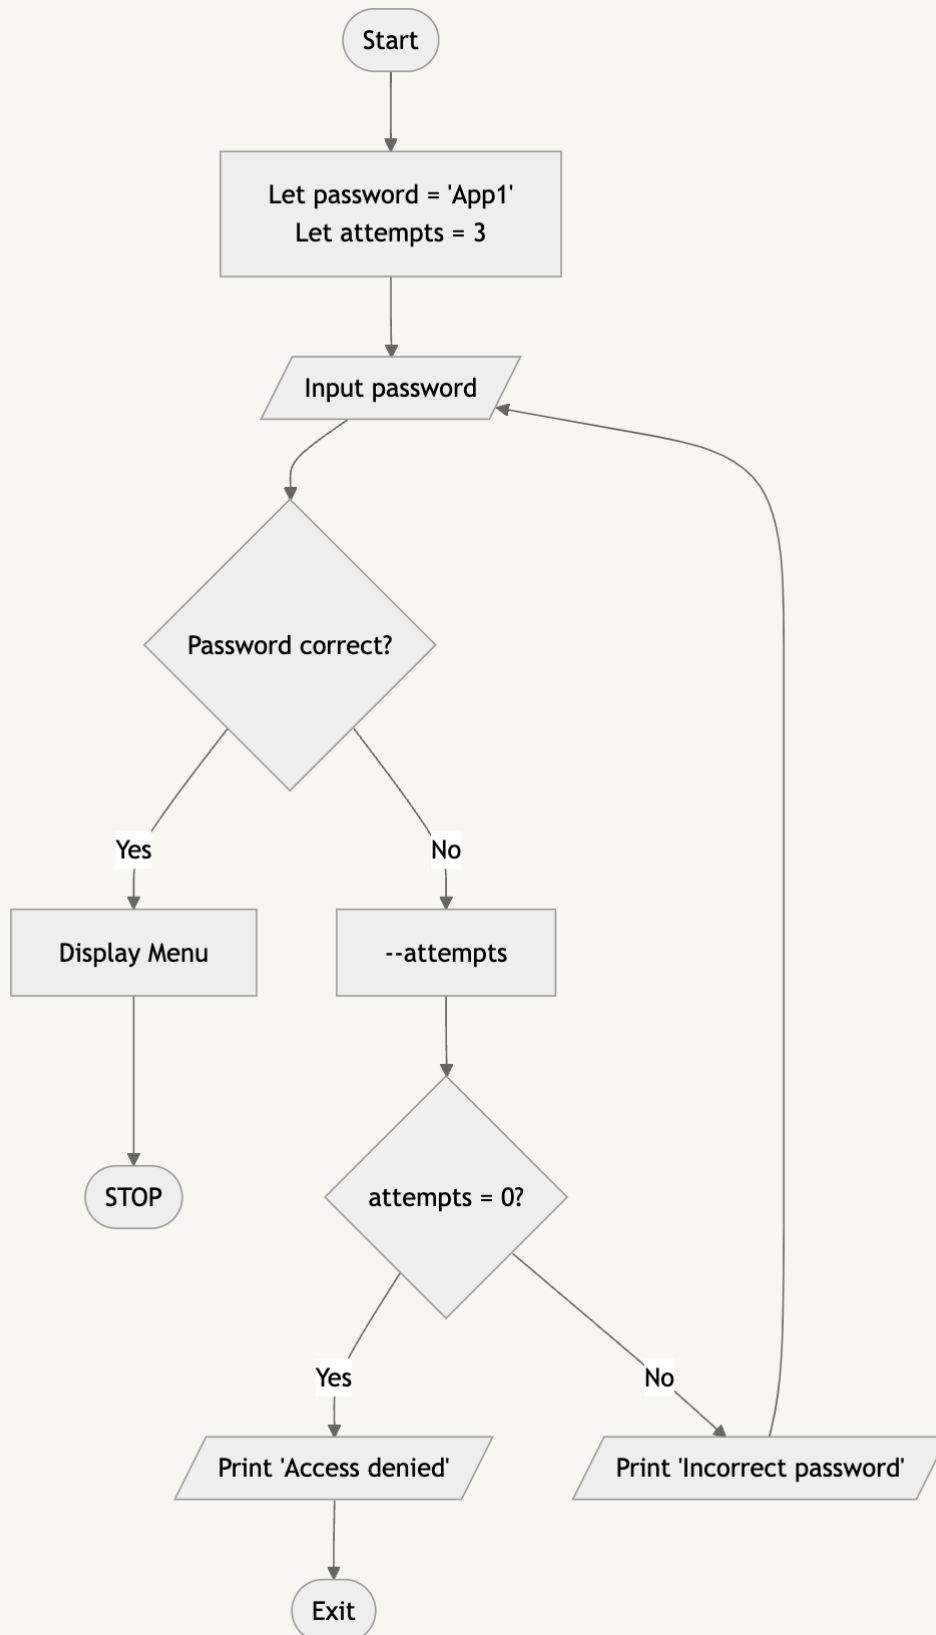 Start
Let password = 'App1'
Let attempts = 3
Input password
Password correct?
Yes
No
Display Menu
--attempts
STOP
attempts = 0?
Yes
No
Print 'Access denied'
Print 'Incorrect password'
Exit